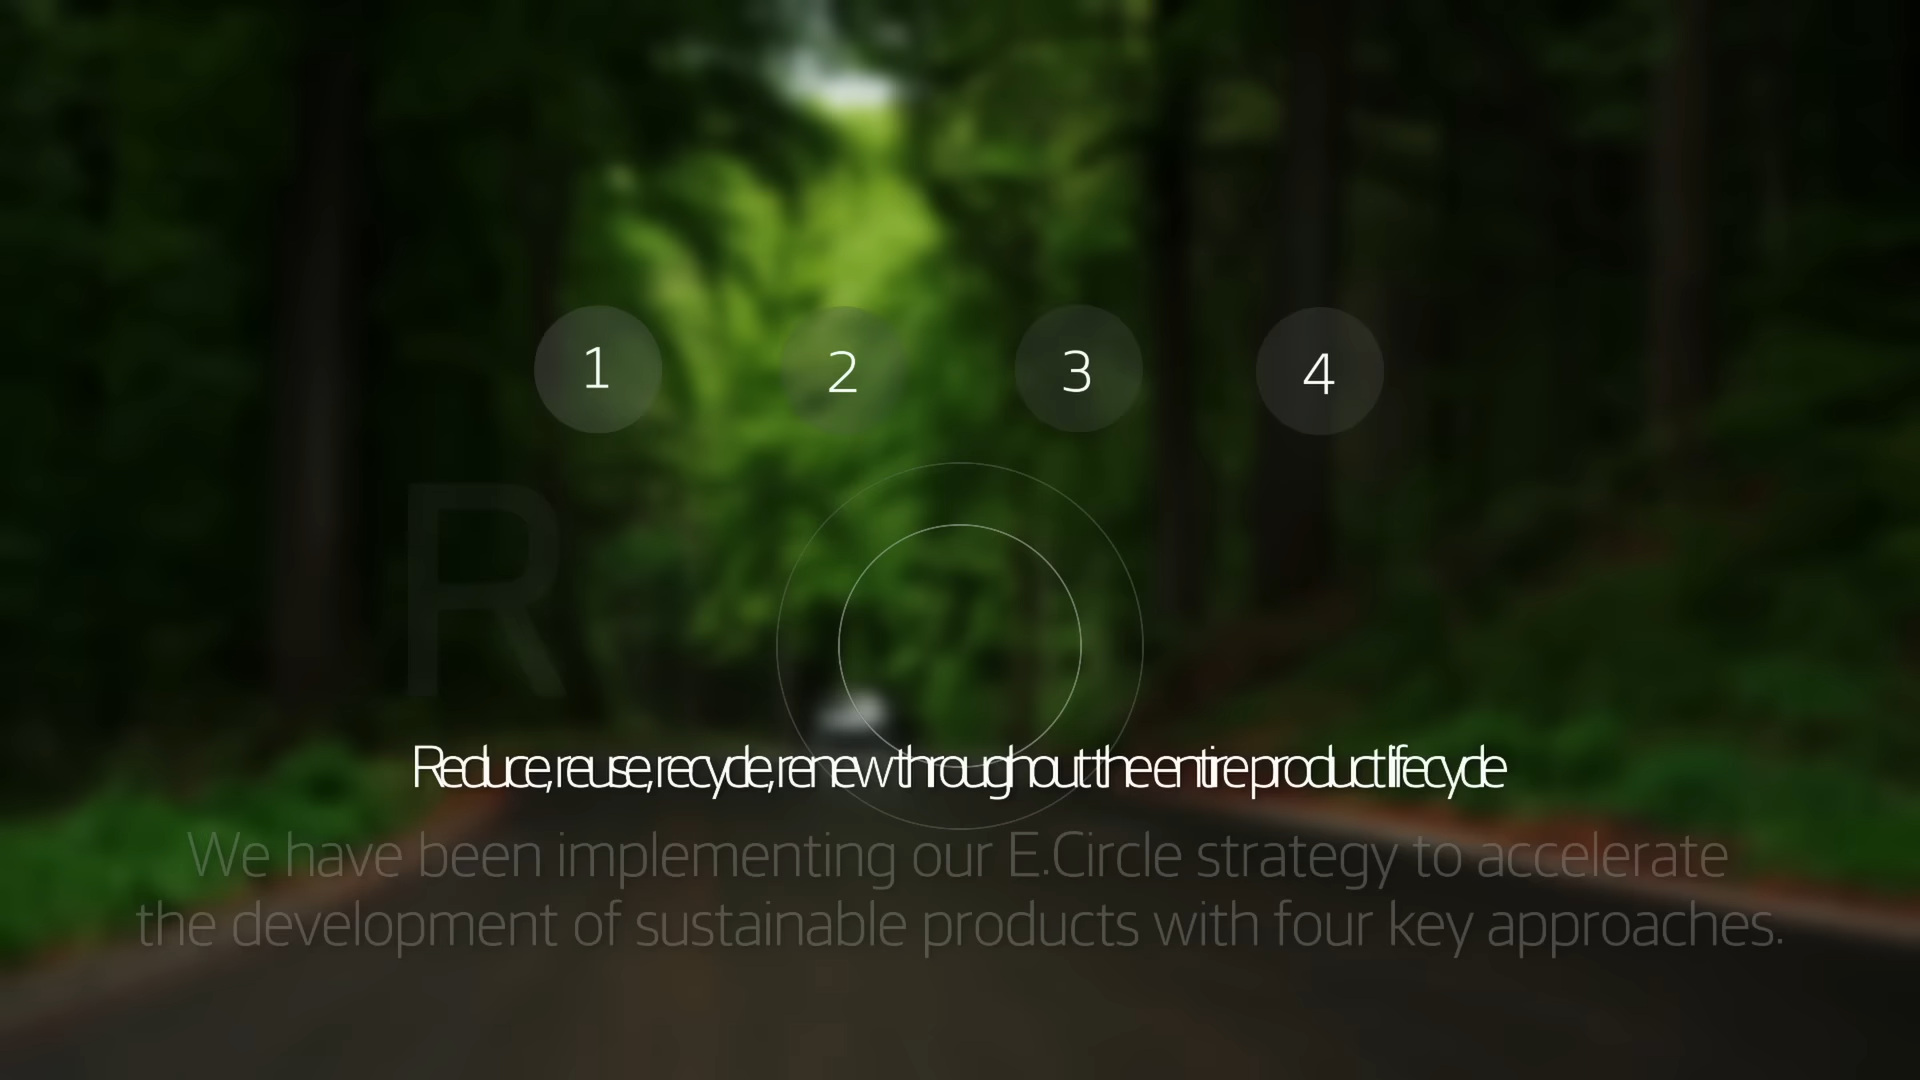 1 2 3 4
R
Reduce, reuse, recycle, renew throughout the entire product lifecycle
We have been implementing our E.Circle strategy to accelerate
the development of sustainable products with four key approaches.